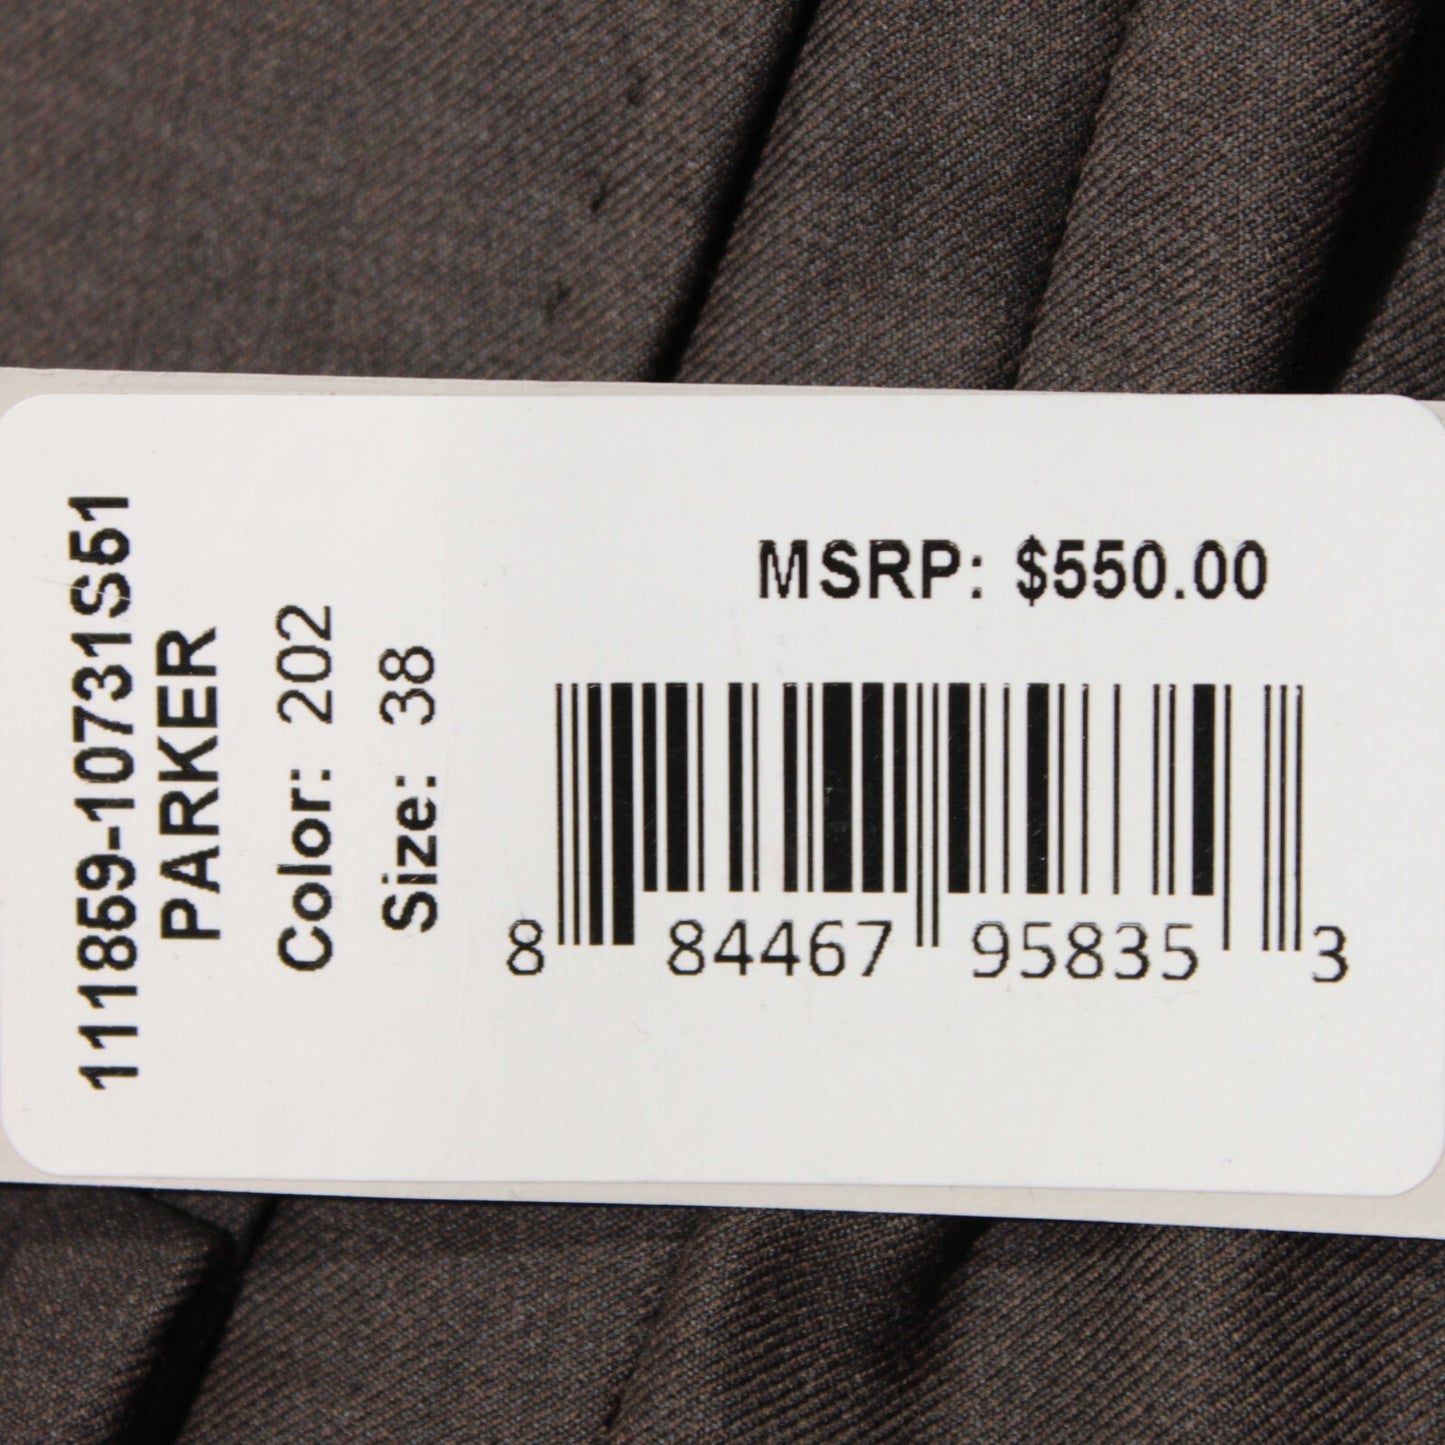 111859-10731S51
PARKER
Color: 202
Size: 38
MSRP: $550.00
8 84467 95835 3